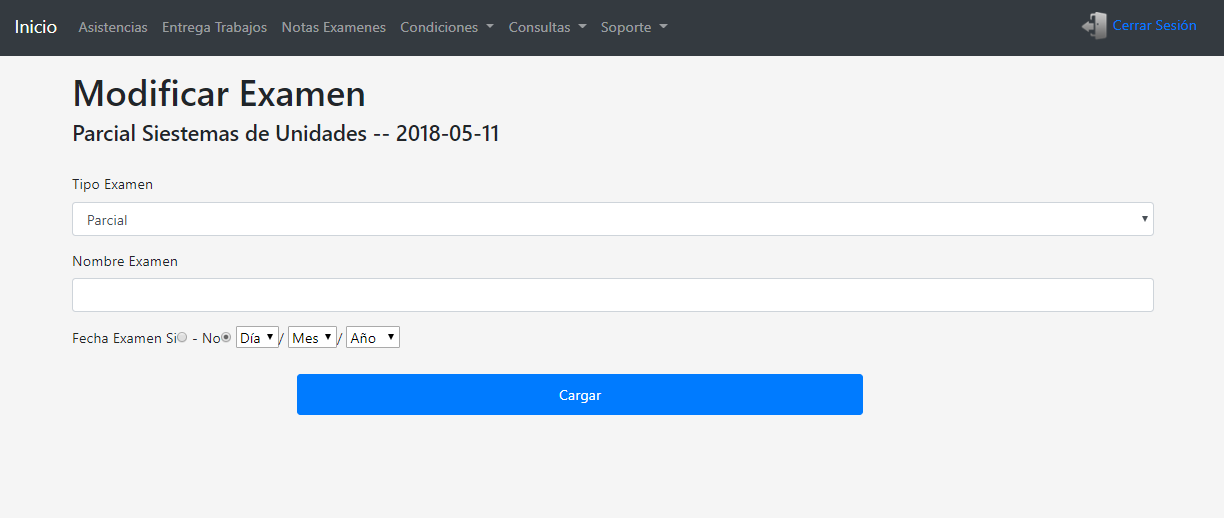 Inicio Asistencias Entrega Trabajos Notas Examenes Condiciones Consultas Soporte Cerrar Sesión
Modificar Examen
Parcial Siestemas de Unidades -- 2018-05-11
Tipo Examen
Parcial
Nombre Examen
Fecha Examen Si - No Día / Mes / Año
Cargar